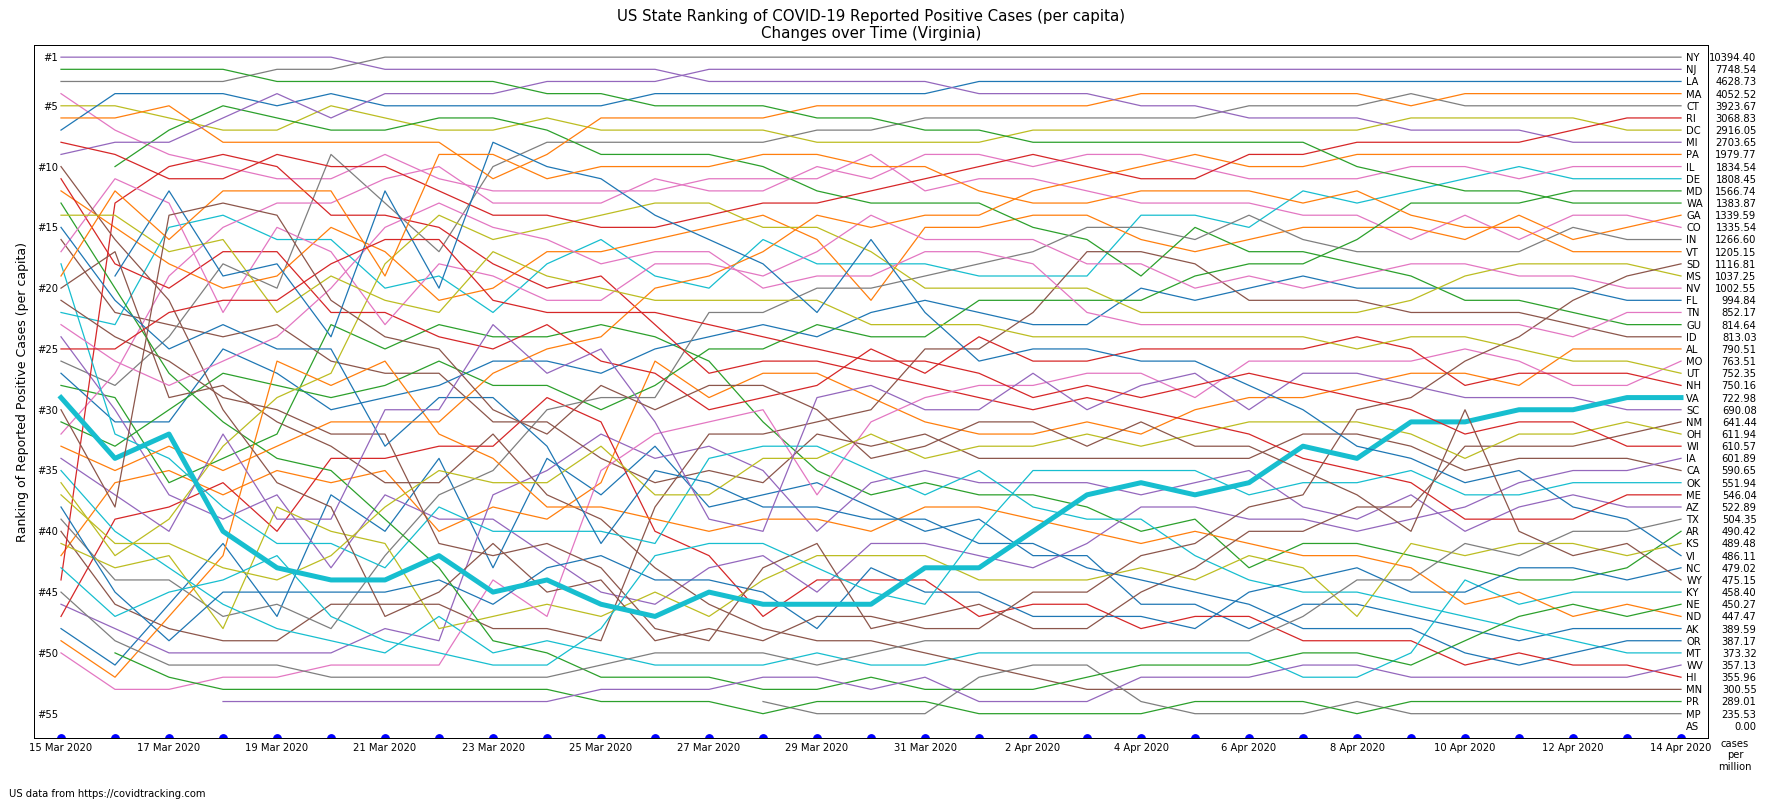 US State Ranking of COVID-19 Reported Positive Cases (per capita)
Changes over Time (Virginia)
Ranking of Reported Positive Cases (per capita)
#1
#5
#10
#15
#20
#25
#30
#35
#40
#45
#50
#55
NY 10394.40
NJ 7748.54
LA 4628.73
MA 4052.52
CT 3923.67
RI 3068.83
DC 2916.05
MI 2703.65
PA 1979.77
IL 1834.54
DE 1808.45
MD 1566.74
WA 1383.87
GA 1339.59
CO 1335.54
IN 1266.60
VT 1205.15
SD 1116.81
MS 1037.25
NV 1002.55
FL 994.84
TN 852.17
GU 814.64
ID 813.03
AL 790.51
MO 763.51
UT 752.35
NH 750.16
VA 722.98
SC 690.08
NM 641.44
OH 611.94
WI 610.57
IA 601.89
CA 590.65
OK 551.94
ME 546.04
AZ 522.89
TX 504.35
AR 490.42
KS 489.48
VI 486.11
NC 479.02
WY 475.15
KY 458.40
NE 450.27
ND 447.47
AK 389.59
OR 387.17
MT 373.32
WV 357.13
HI 355.96
MN 300.55
PR 289.01
MP 235.53
AS 0.00
15 Mar 2020 17 Mar 2020 19 Mar 2020 21 Mar 2020 23 Mar 2020 25 Mar 2020 27 Mar 2020 29 Mar 2020 31 Mar 2020 2 Apr 2020 4 Apr 2020 6 Apr 2020 8 Apr 2020 10 Apr 2020 12 Apr 2020 14 Apr 2020
cases
per
million
US data from https://covidtracking.com